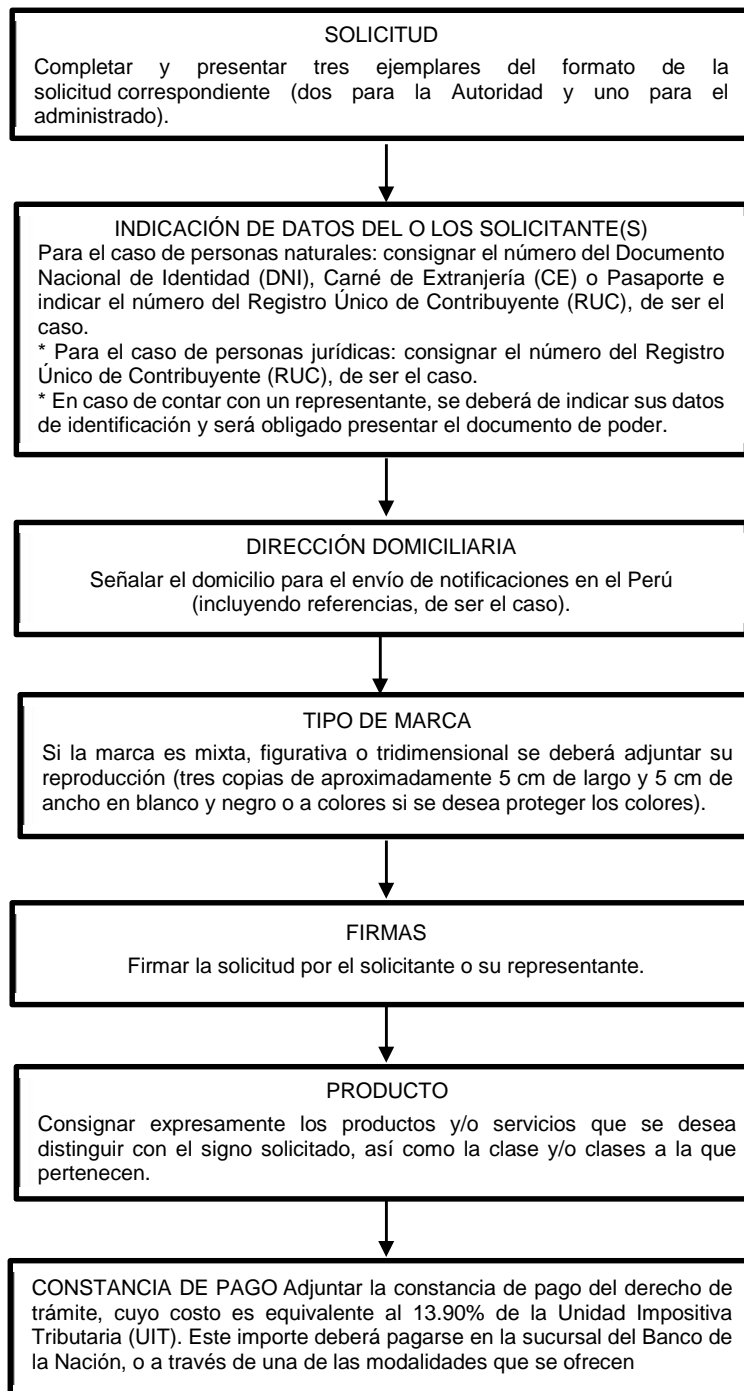 SOLICITUD
Completar y presentar tres ejemplares del formato de la
solicitud correspondiente (dos para la Autoridad y uno para el
administrado).
INDICACIÓN DE DATOS DEL O LOS SOLICITANTE(S)
Para el caso de personas naturales: consignar el número del Documento
Nacional de Identidad (DNI), Carné de Extranjería (CE) o Pasaporte e
indicar el número del Registro Único de Contribuyente (RUC), de ser el
caso.
* Para el caso de personas jurídicas: consignar el número del Registro
Único de Contribuyente (RUC), de ser el caso.
* En caso de contar con un representante, se deberá de indicar sus datos
de identificación y será obligado presentar el documento de poder.
DIRECCIÓN DOMICILIARIA
Señalar el domicilio para el envío de notificaciones en el Perú
(incluyendo referencias, de ser el caso).
TIPO DE MARCA
Si la marca es mixta, figurativa o tridimensional se deberá adjuntar su
reproducción (tres copias de aproximadamente 5 cm de largo y 5 cm de
ancho en blanco y negro o a colores si se desea proteger los colores).
FIRMAS
Firmar la solicitud por el solicitante o su representante.
PRODUCTO
Consignar expresamente los productos y/o servicios que se desea
distinguir con el signo solicitado, así como la clase y/o clases a la que
pertenecen.
CONSTANCIA DE PAGO Adjuntar la constancia de pago del derecho de
trámite, cuyo costo es equivalente al 13.90% de la Unidad Impositiva
Tributaria (UIT). Este importe deberá pagarse en la sucursal del Banco de
la Nación, o a través de una de las modalidades que se ofrecen